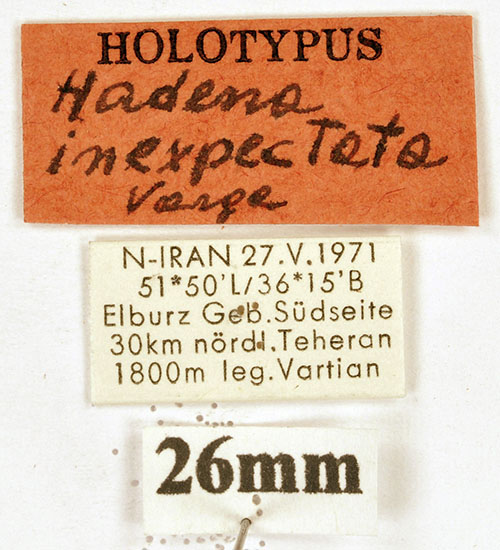 HOLOTYPUS
Hadena
inexpectata
Varga
N-IRAN 27.V.1971
51*50'L/36*15'B
Elburz Geb.Südseite
30km nördl.Teheran
1800m leg.Vartian
26mm